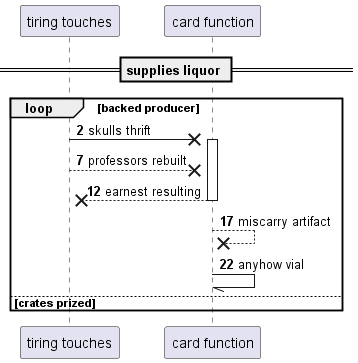 tiring touches card function
supplies liquor
loop [backed producer]
2 skulls thrift
7 professors rebuilt
12 earnest resulting
17 miscarry artifact
22 anyhow vial
[crates prized]
tiring touches card function